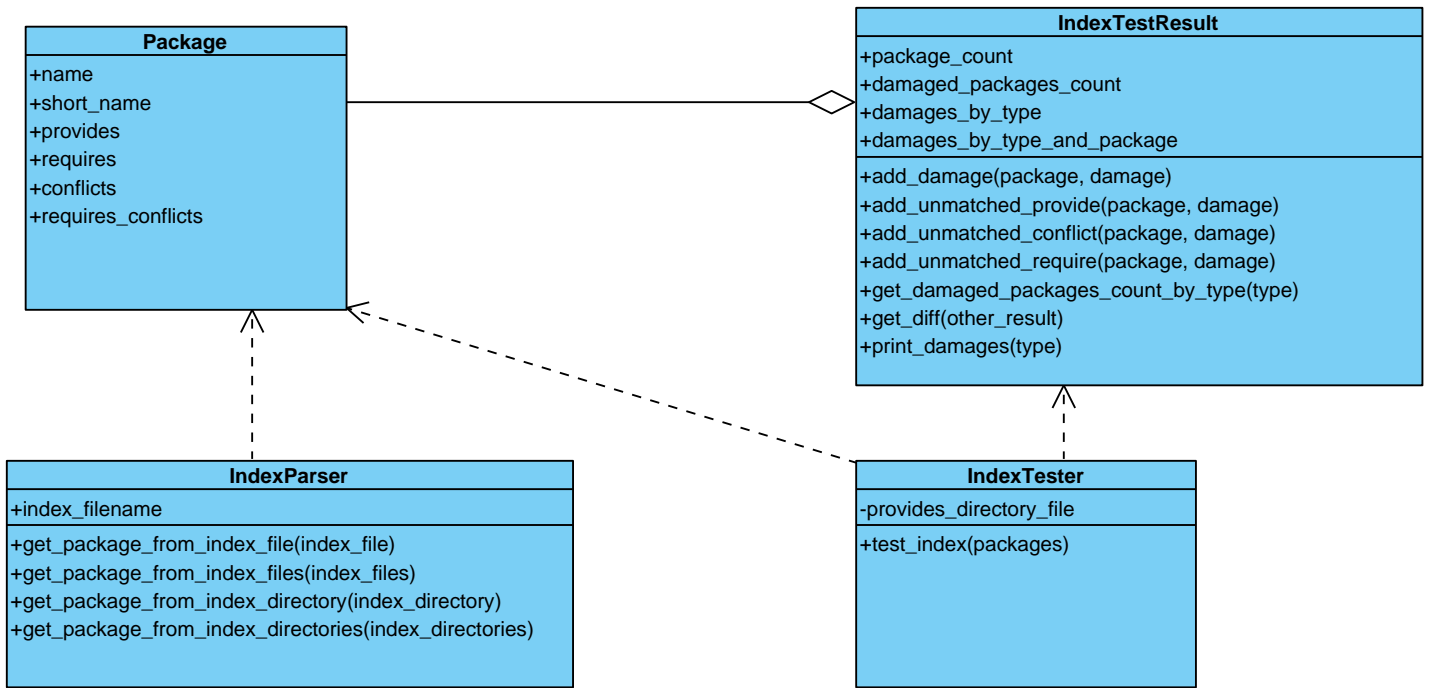 Package
+name
+short_name
+provides
+requires
+conflicts
+requires_conflicts
IndexTestResult
+package_count
+damaged_packages_count
+damages_by_type
+damages_by_type_and_package
+add_damage(package, damage)
+add_unmatched_provide(package, damage)
+add_unmatched_conflict(package, damage)
+add_unmatched_require(package, damage)
+get_damaged_packages_count_by_type(type)
+get_diff(other_result)
+print_damages(type)
IndexParser
+index_filename
+get_package_from_index_file(index_file)
+get_package_from_index_files(index_files)
+get_package_from_index_directory(index_directory)
+get_package_from_index_directories(index_directories)
IndexTester
-provides_directory_file
+test_index(packages)